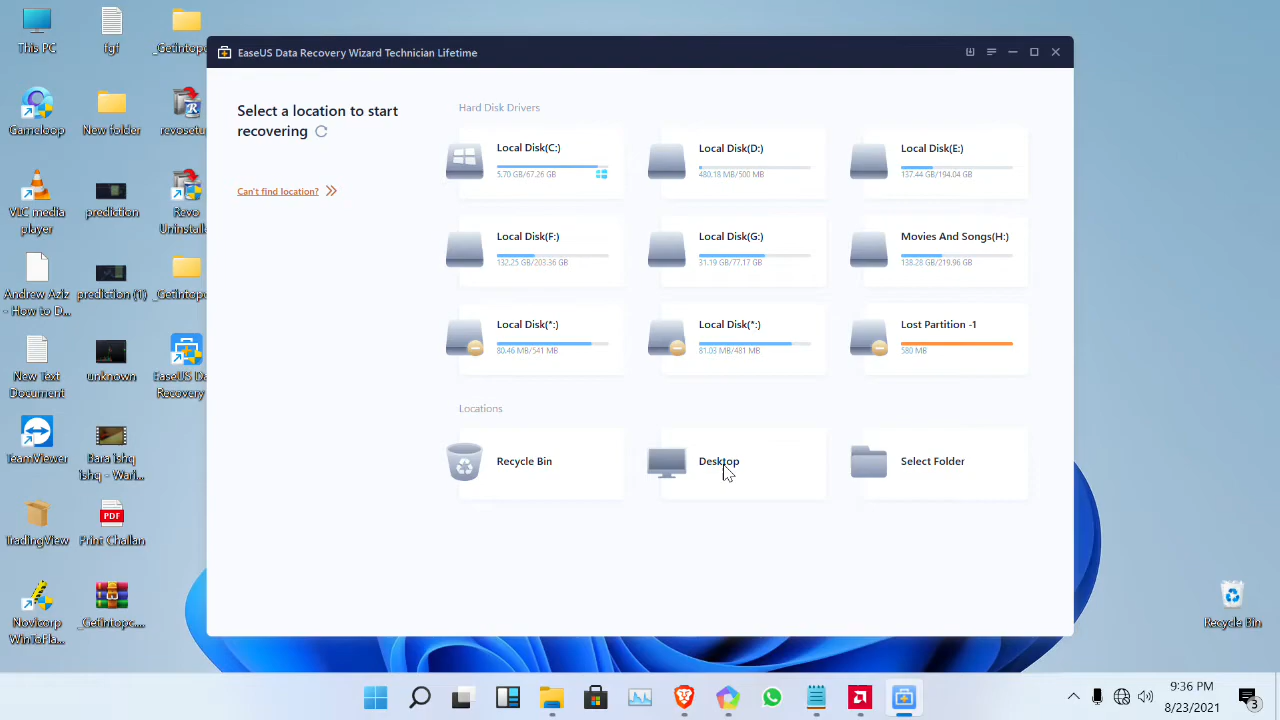 This PC
fgf
_GetIntopc
Gameloop
New folder
revosetu
VLC media
player
prediction
Revo
Uninstall
Andrew Aziz
- How to D...
prediction (1)
_GetIntopc
New Text
Document
unknown
EaseUS Da
Recovery
TeamViewer
Bara ishq
ishq - Wari...
TradingView
PDF
Print Challan
Novicorp
WinToFla...
_GetIntopc....
EaseUS Data Recovery Wizard Technician Lifetime
Select a location to start
recovering
Can't find location?
Hard Disk Drivers
Local Disk(C:)
5.70 GB/67.26 GB
Local Disk(D:)
480.18 MB/500 MB
Local Disk(E:)
137.44 GB/194.04 GB
Local Disk(F:)
132.25 GB/203.36 GB
Local Disk(G:)
31.19 GB/77.17 GB
Movies And Songs(H:)
138.28 GB/219.96 GB
Local Disk(*:)
80.46 MB/541 MB
Local Disk(*:)
81.03 MB/481 MB
Lost Partition -1
580 MB
Locations
Recycle Bin
Desktop
Select Folder
Recycle Bin
9:36 PM
8/23/2021
3